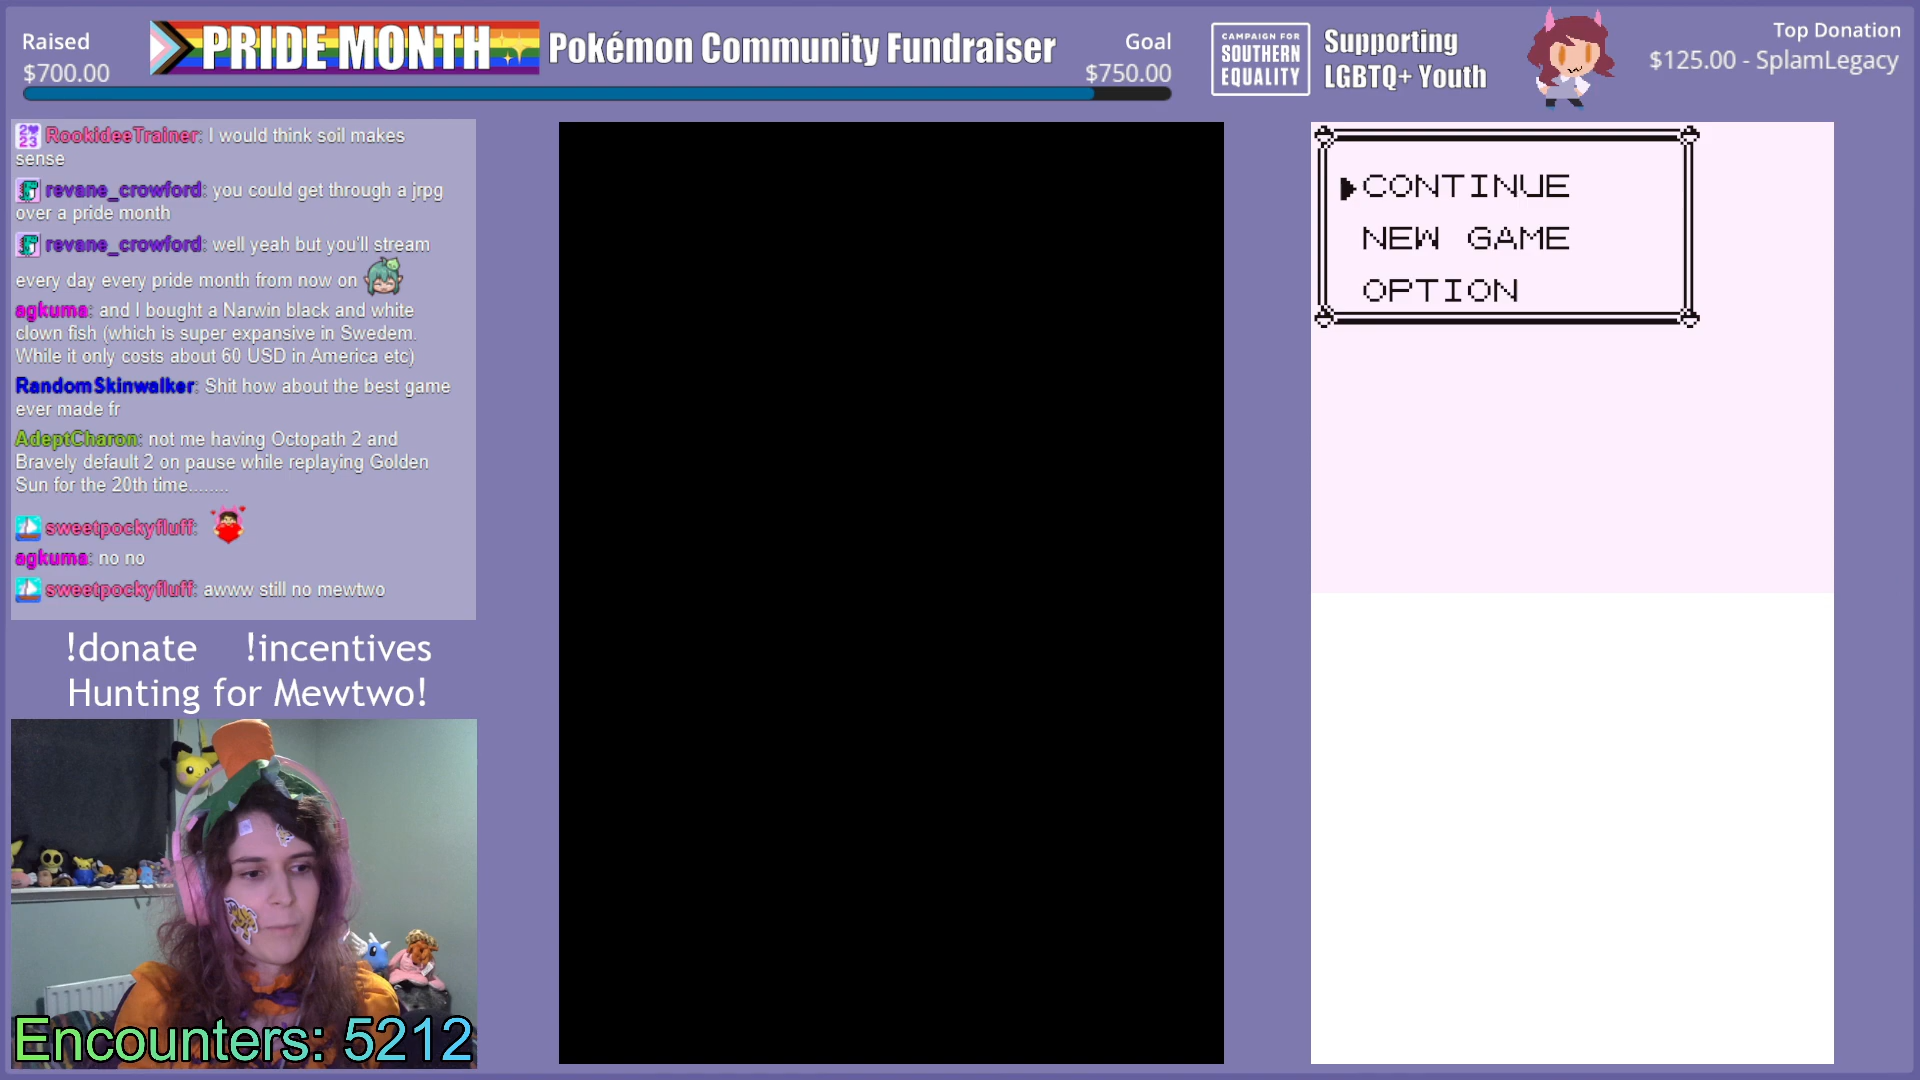 Raised
$700.00
PRIDE MONTH
Pokémon Community Fundraiser
Goal
$750.00
CAMPAIGN FOR
SOUTHERN
EQUALITY
Supporting
LGBTQ+ Youth
Top Donation
$125.00 - SplamLegacy
2 23 RookideeTrainer: I would think soil makes
sense
revane_crowford: you could get through a jrpg
over a pride month
revane_crowford: well yeah but you'll stream
every day every pride month from now on
agkuma: and I bought a Narwin black and white
clown fish (which is super expansive in Swedem.
While it only costs about 60 USD in America etc)
RandomSkinwalker: Shit how about the best game
ever made fr
AdeptCharon: not me having Octopath 2 and
Bravely default 2 on pause while replaying Golden
Sun for the 20th time........
sweetpockyfluff:
agkuma: no no
sweetpockyfluff: awww still no mewtwo
!donate !incentives
Hunting for Mewtwo!
Encounters: 5212
CONTINUE
NEW GAME
OPTION